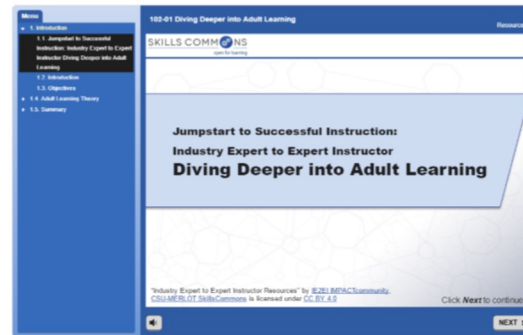 Menu
1. Introduction
1.1. Jumpstart to Successful
Instruction: Industry Expert to Expert
Instructor Diving Deeper into Adult
Learning
1.2. Introduction
1.3. Objectives
1.4. Adult Learning Theory
1.5. Summary
102-01 Diving Deeper into Adult Learning
Resource
SKILLS COMMONS
open for learning
Jumpstart to Successful Instruction:
Industry Expert to Expert Instructor
Diving Deeper into Adult Learning
"Industry Expert to Expert Instructor Resources" by IE2EI IMPACTcommunity,
CSU-MERLOT SkillsCommons is licensed under CC BY 4.0
Click Next to continue
NEXT